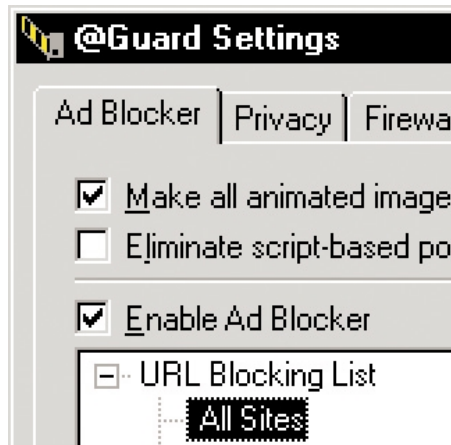 @Guard Settings
Ad Blocker Privacy Firewa
Make all animated image
Eliminate script-based po
Enable Ad Blocker
URL Blocking List
All Sites